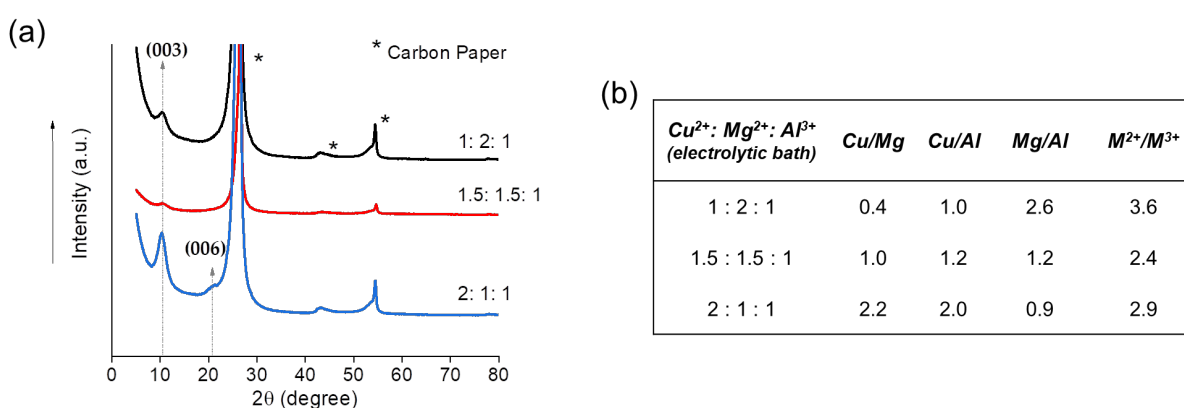 (a)
(003)
* Carbon Paper
*
*
*
1: 2: 1
1.5: 1.5: 1
(006)
2: 1: 1
Intensity (a.u.)
0 10 20 30 40 50 60 70 80
2θ (degree)
(b)
Cu²⁺: Mg²⁺: Al³⁺ Cu/Mg Cu/Al Mg/Al M²⁺/M³⁺
(electrolytic bath)
1 : 2 : 1 0.4 1.0 2.6 3.6
1.5 : 1.5 : 1 1.0 1.2 1.2 2.4
2 : 1 : 1 2.2 2.0 0.9 2.9